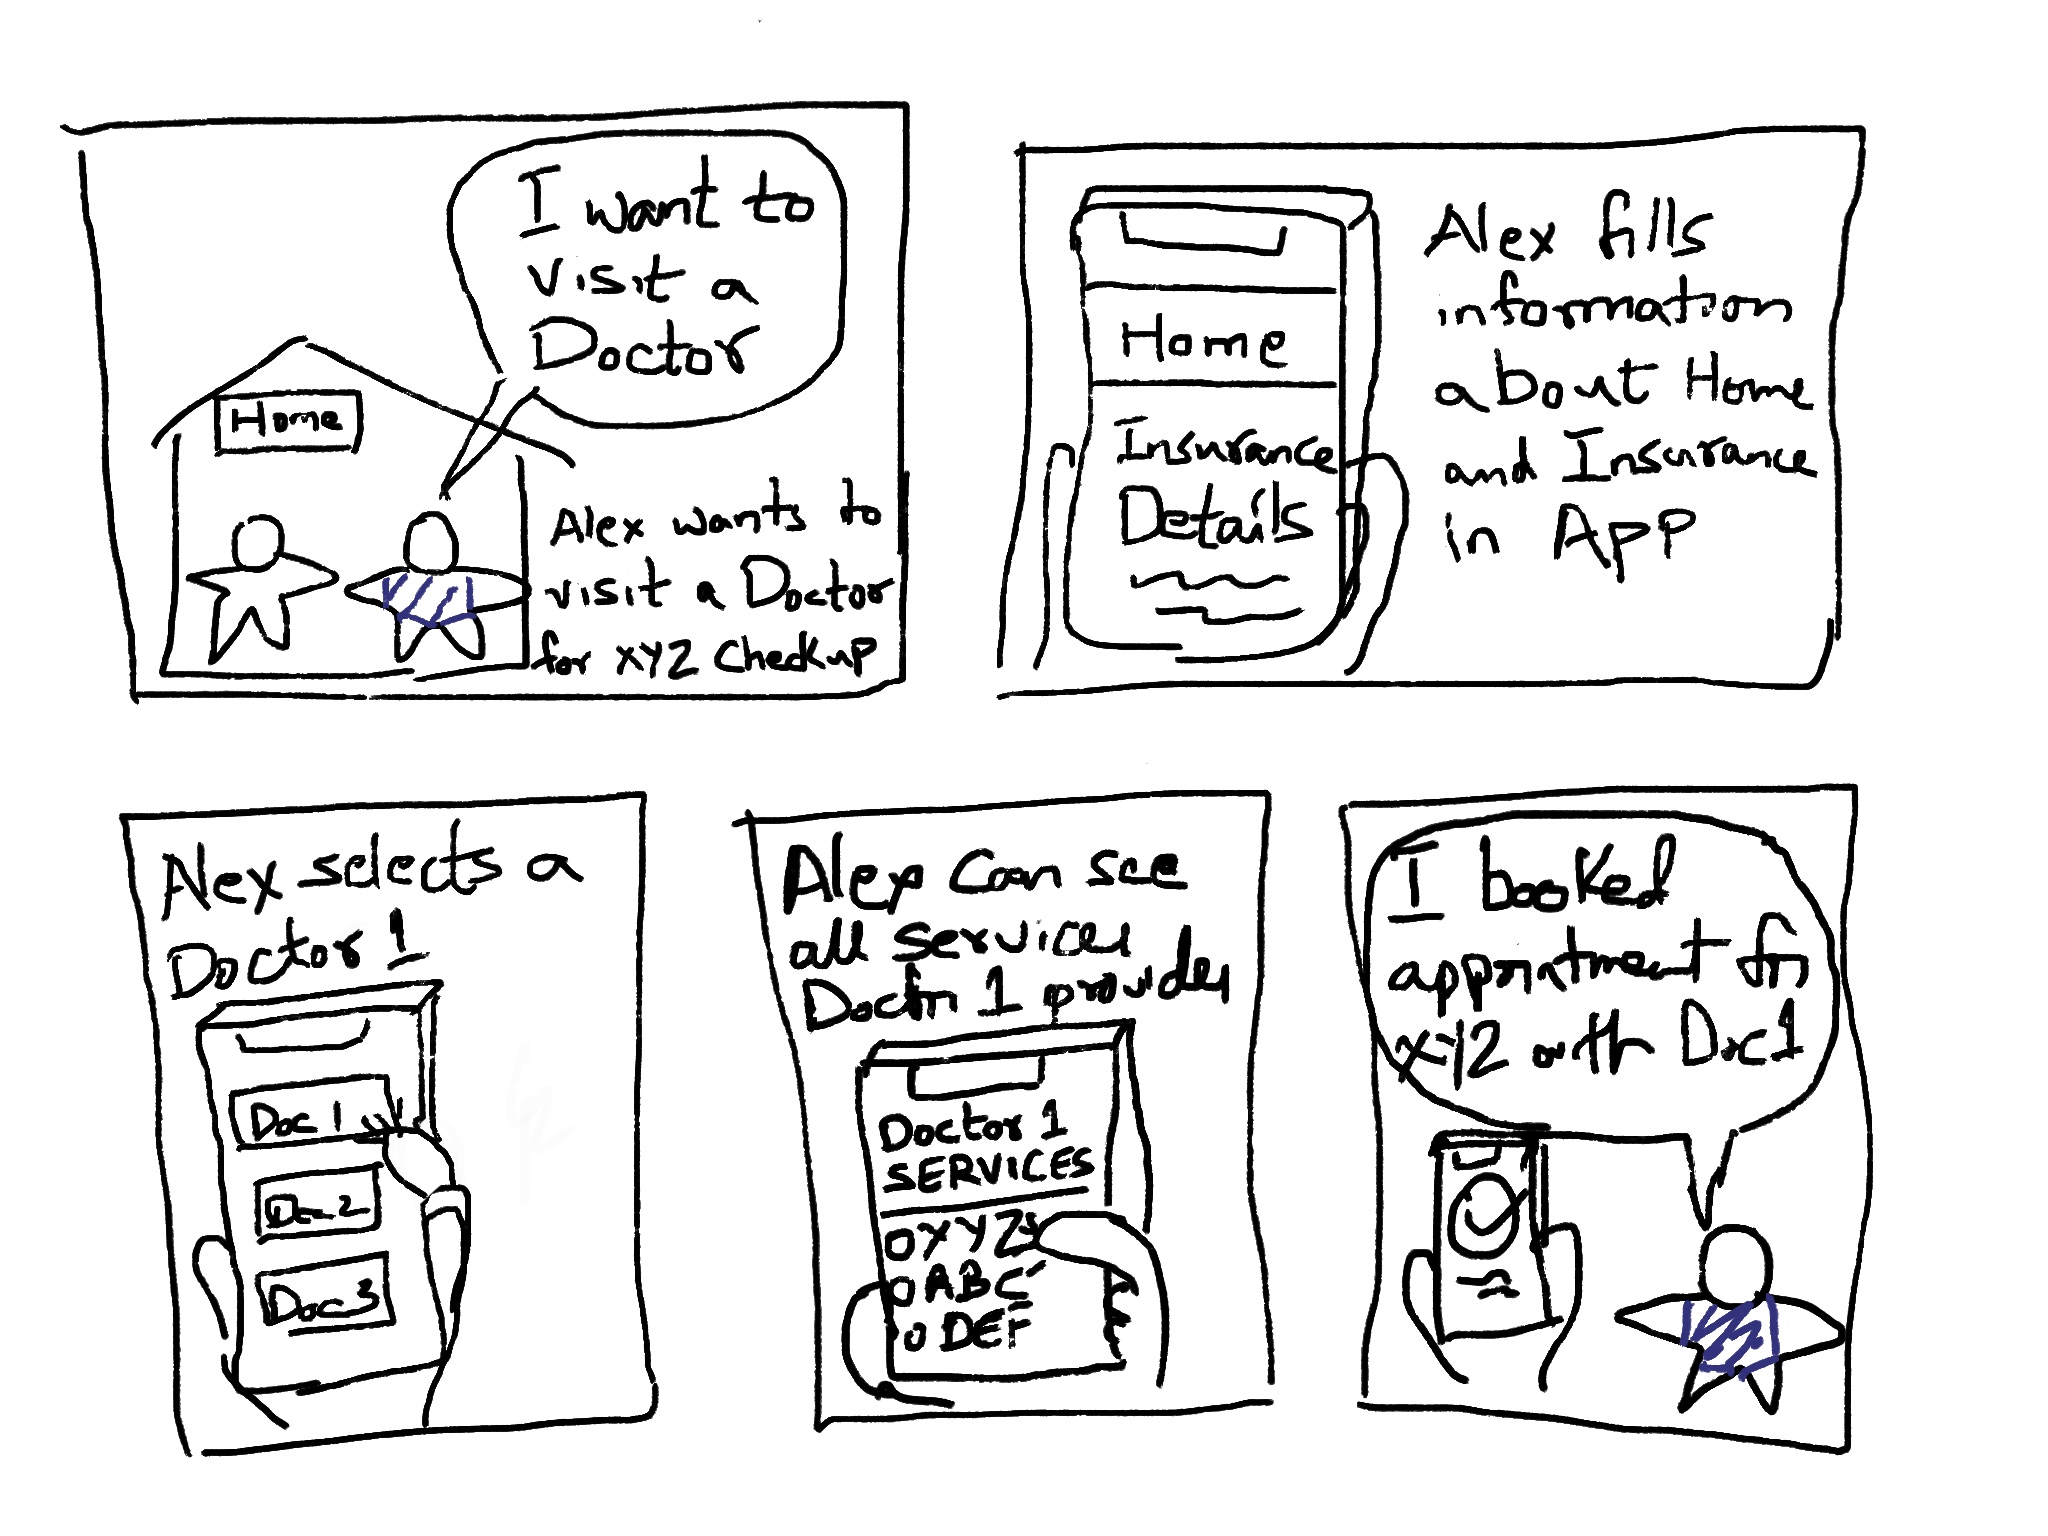 I want to
visit a
Doctor
Home
Alex wants to
visit a Doctor
for XYZ Checkup
Home
Insurance
Details
Alex fills
information
about Home
and Insurance
in App
Alex selects a
Doctor 1
Doc 1
Doc 2
Doc 3
Alex Can see
all services
Doctor 1 provides
Doctor 1
SERVICES
XYZ
ABC
DEF
I booked
appointment for
XYZ with Doc 1